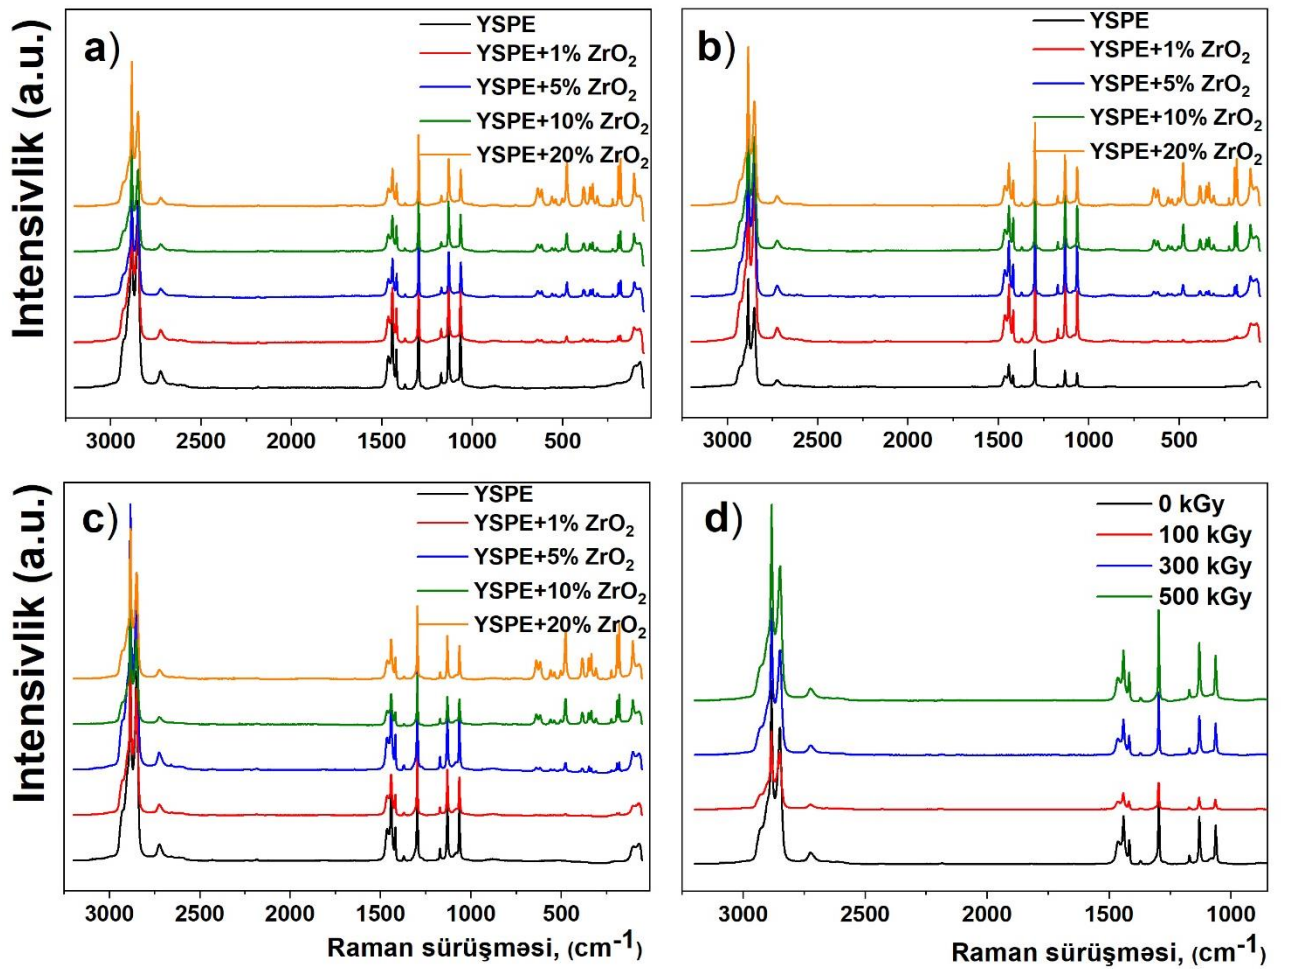 Intensivlik (a.u.)
a)
YSPE
YSPE+1% ZrO2
YSPE+5% ZrO2
YSPE+10% ZrO2
YSPE+20% ZrO2
3000 2500 2000 1500 1000 500
b)
YSPE
YSPE+1% ZrO2
YSPE+5% ZrO2
YSPE+10% ZrO2
YSPE+20% ZrO2
3000 2500 2000 1500 1000 500
Intensivlik (a.u.)
c)
YSPE
YSPE+1% ZrO2
YSPE+5% ZrO2
YSPE+10% ZrO2
YSPE+20% ZrO2
3000 2500 2000 1500 1000 500
Raman sürüşməsi, (cm-1)
d)
0 kGy
100 kGy
300 kGy
500 kGy
3000 2500 2000 1500 1000
Raman sürüşməsi, (cm-1)